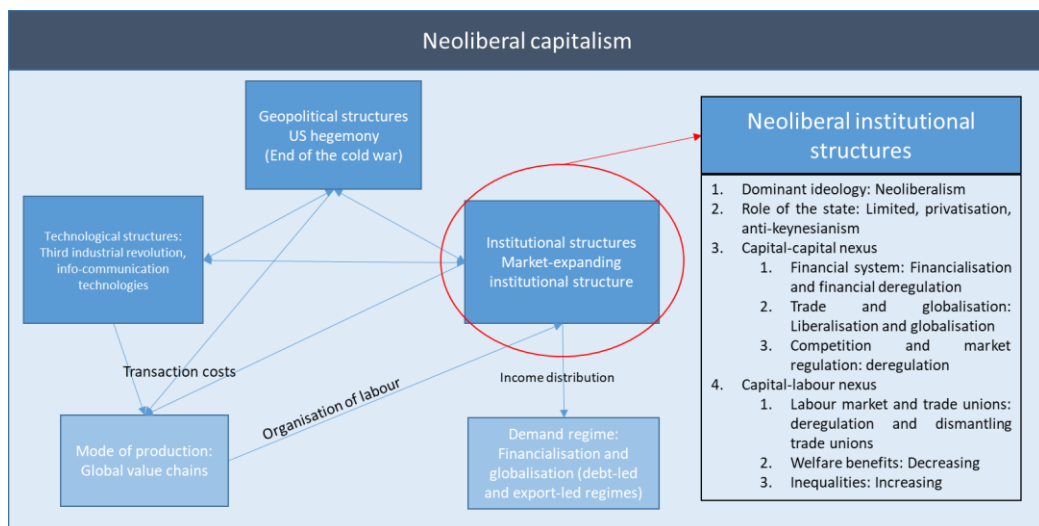 Neoliberal capitalism
Geopolitical structures
US hegemony
(End of the cold war)
Technological structures:
Third industrial revolution,
info-communication
technologies
Institutional structures
Market-expanding
institutional structure
Transaction costs
Organisation of labour
Income distribution
Mode of production:
Global value chains
Demand regime:
Financialisation and
globalisation (debt-led
and export-led regimes)
Neoliberal institutional
structures
1. Dominant ideology: Neoliberalism
2. Role of the state: Limited, privatisation,
anti-keynesianism
3. Capital-capital nexus
1. Financial system: Financialisation
and financial deregulation
2. Trade and globalisation:
Liberalisation and globalisation
3. Competition and market
regulation: deregulation
4. Capital-labour nexus
1. Labour market and trade unions:
deregulation and dismantling
trade unions
2. Welfare benefits: Decreasing
3. Inequalities: Increasing